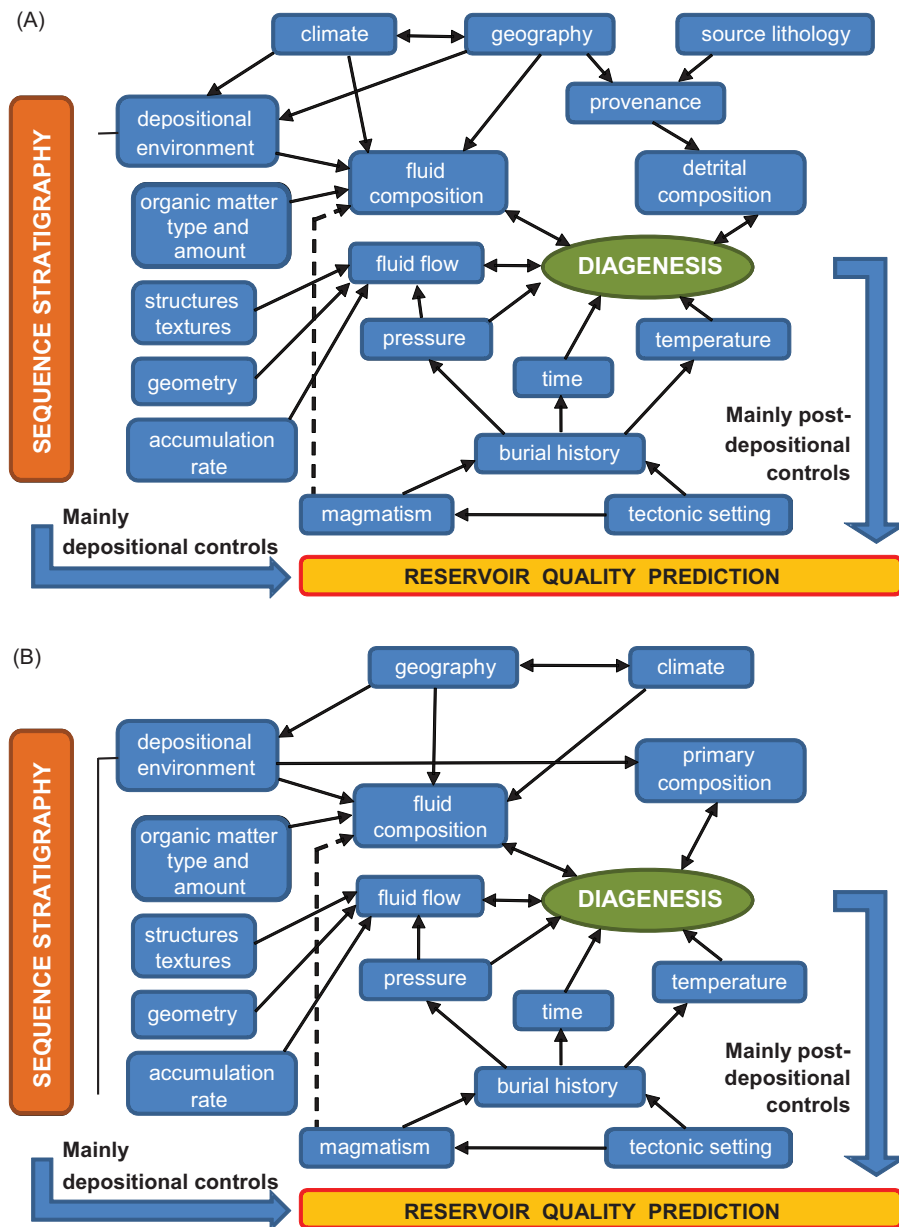 (A)
climate
geography
source lithology
provenance
depositional
environment
fluid
composition
detrital
composition
organic matter
type and
amount
SEQUENCE STRATIGRAPHY
fluid flow
DIAGENESIS
structures
textures
pressure
temperature
geometry
time
accumulation
rate
burial history
Mainly post-
depositional
controls
magmatism
tectonic setting
Mainly
depositional controls
RESERVOIR QUALITY PREDICTION
(B)
geography
climate
depositional
environment
primary
composition
fluid
composition
organic matter
type and
amount
SEQUENCE STRATIGRAPHY
fluid flow
DIAGENESIS
structures
textures
pressure
temperature
geometry
time
accumulation
rate
burial history
Mainly post-
depositional
controls
magmatism
tectonic setting
Mainly
depositional controls
RESERVOIR QUALITY PREDICTION